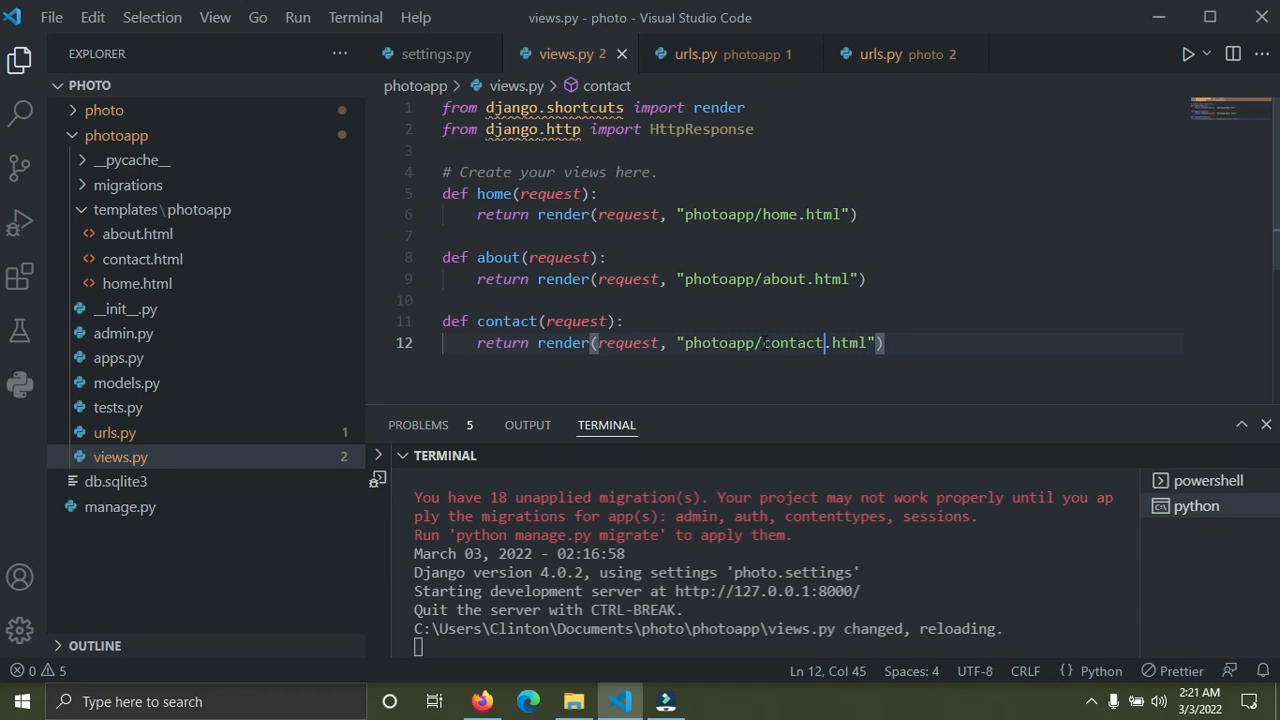 File Edit Selection View Go Run Terminal Help views.py - photo - Visual Studio Code
EXPLORER
PHOTO
photo
photoapp
__pycache__
migrations
templates\photoapp
about.html
contact.html
home.html
__init__.py
admin.py
apps.py
models.py
tests.py
urls.py 1
views.py 2
db.sqlite3
manage.py
OUTLINE
settings.py views.py 2 urls.py photoapp 1 urls.py photo 2
photoapp > views.py > contact
1 from django.shortcuts import render
2 from django.http import HttpResponse
3
4 # Create your views here.
5 def home(request):
6 return render(request, "photoapp/home.html")
7
8 def about(request):
9 return render(request, "photoapp/about.html")
10
11 def contact(request):
12 return render(request, "photoapp/contact.html")
PROBLEMS 5 OUTPUT TERMINAL
TERMINAL
You have 18 unapplied migration(s). Your project may not work properly until you ap
ply the migrations for app(s): admin, auth, contenttypes, sessions.
Run 'python manage.py migrate' to apply them.
March 03, 2022 - 02:16:58
Django version 4.0.2, using settings 'photo.settings'
Starting development server at http://127.0.0.1:8000/
Quit the server with CTRL-BREAK.
C:\Users\Clinton\Documents\photo\photoapp\views.py changed, reloading.
powershell
python
0 5 Ln 12, Col 45 Spaces: 4 UTF-8 CRLF { } Python Prettier
Type here to search
2:21 AM
3/3/2022